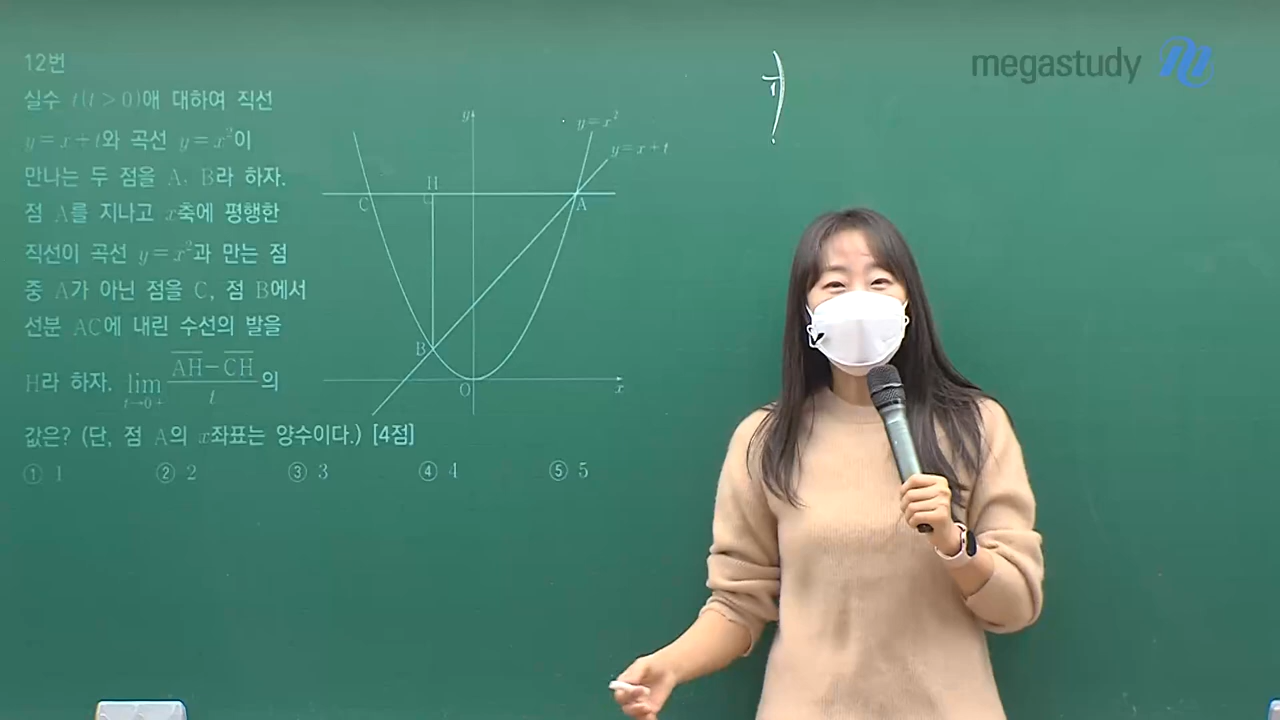 12번
실수 t(t>0)에 대하여 직선
y=x+t와 곡선 y=x²이
만나는 두 점을 A, B라 하자.
점 A를 지나고 x축에 평행한
직선이 곡선 y=x²과 만는 점
중 A가 아닌 점을 C, 점 B에서
선분 AC에 내린 수선의 발을
H라 하자. lim t→0+ (AH−CH)/t 의
값은? (단, 점 A의 x좌표는 양수이다.) [4점]
① 1 ② 2 ③ 3 ④ 4 ⑤ 5
y
y=x²
y=x+t
H
C
A
B
O
x
megastudy